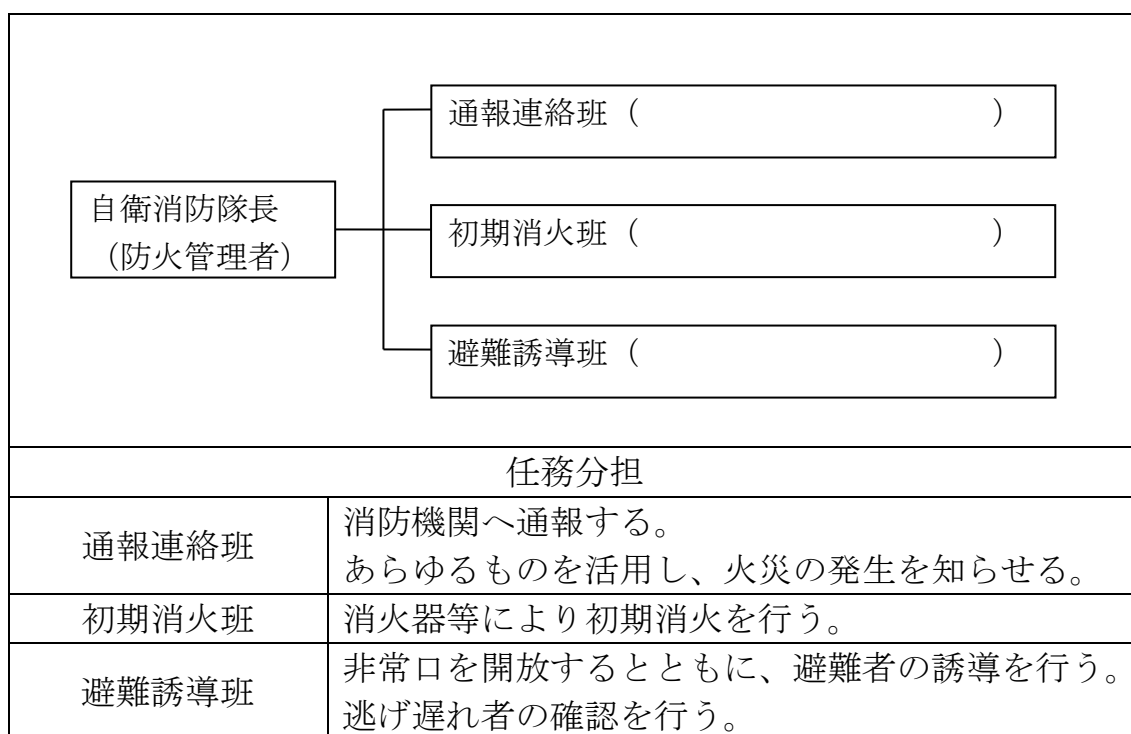 通報連絡班（　　　　　　　　　　　）
自衛消防隊長
（防火管理者）
初期消火班（　　　　　　　　　　　）
避難誘導班（　　　　　　　　　　　）
任務分担
通報連絡班
消防機関へ通報する。
あらゆるものを活用し、火災の発生を知らせる。
初期消火班
消火器等により初期消火を行う。
避難誘導班
非常口を開放するとともに、避難者の誘導を行う。
逃げ遅れ者の確認を行う。